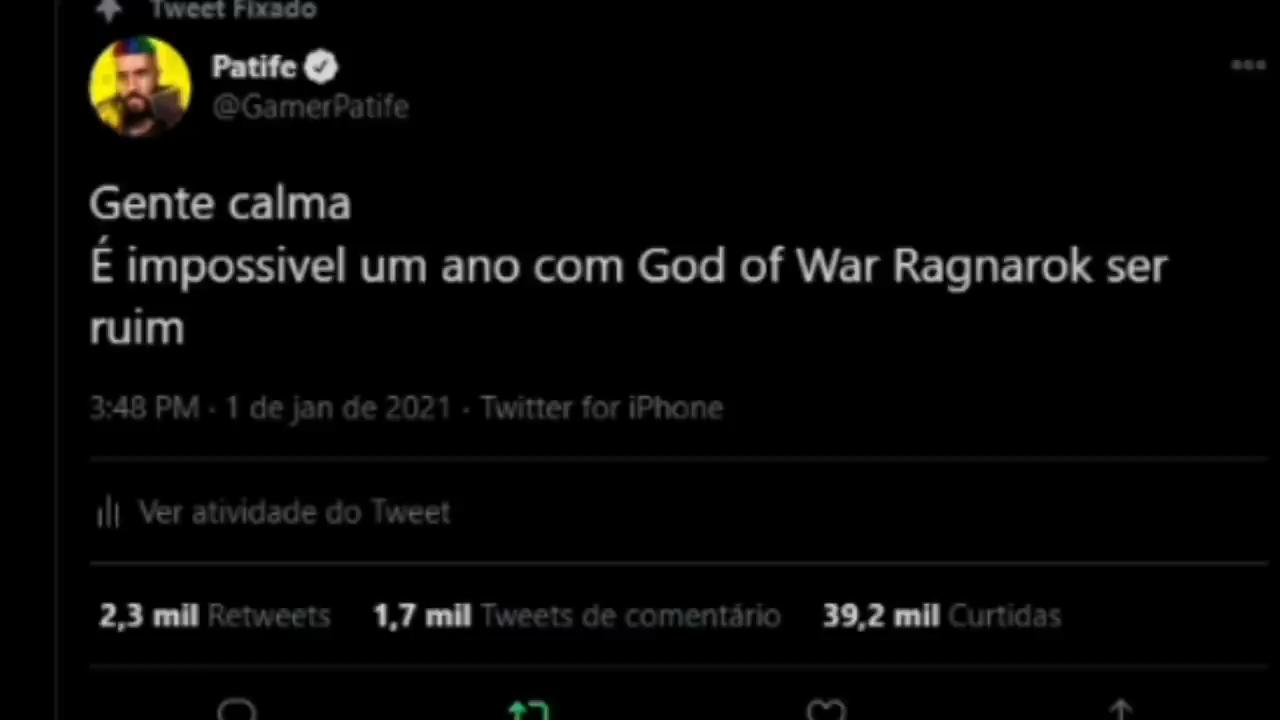 Tweet Fixado
Patife
@GamerPatife
Gente calma
É impossivel um ano com God of War Ragnarok ser
ruim
3:48 PM · 1 de jan de 2021 · Twitter for iPhone
Ver atividade do Tweet
2,3 mil Retweets 1,7 mil Tweets de comentário 39,2 mil Curtidas